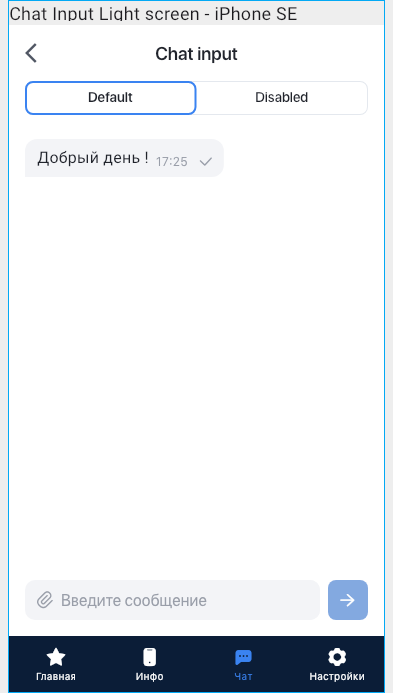 Chat Input Light screen - iPhone SE
Chat input
Default Disabled
Добрый день ! 17:25
Введите сообщение
Главная Инфо Чат Настройки